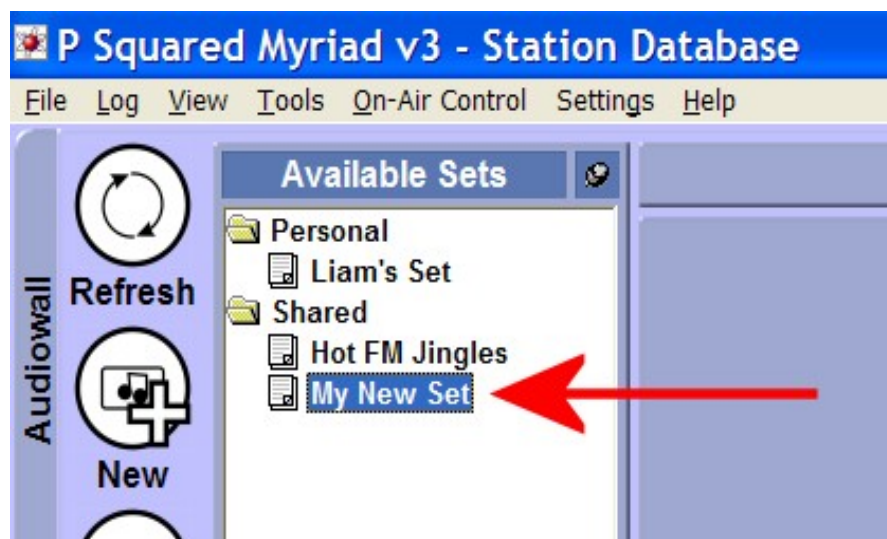 P Squared Myriad v3 - Station Database
File Log View Tools On-Air Control Settings Help
Audiowall
Refresh
New
Available Sets
Personal
Liam's Set
Shared
Hot FM Jingles
My New Set